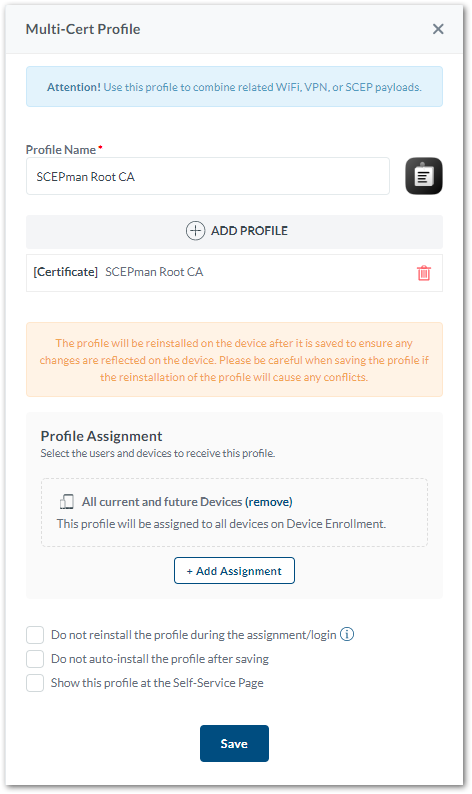 Multi-Cert Profile
Attention! Use this profile to combine related WiFi, VPN, or SCEP payloads.
Profile Name *
SCEPman Root CA
ADD PROFILE
[Certificate] SCEPman Root CA
The profile will be reinstalled on the device after it is saved to ensure any
changes are reflected on the device. Please be careful when saving the profile if
the reinstallation of the profile will cause any conflicts.
Profile Assignment
Select the users and devices to receive this profile.
All current and future Devices (remove)
This profile will be assigned to all devices on Device Enrollment.
+ Add Assignment
Do not reinstall the profile during the assignment/login
Do not auto-install the profile after saving
Show this profile at the Self-Service Page
Save